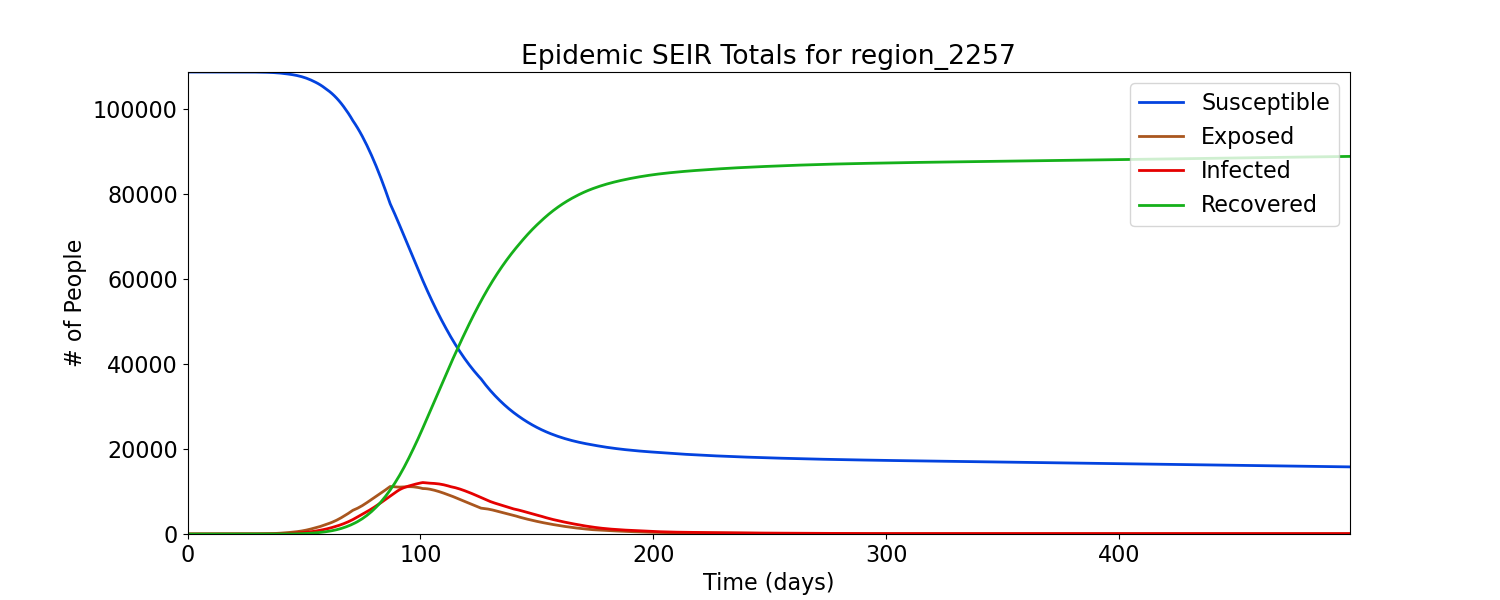 Epidemic SEIR Totals for region_2257
# of People
100000
80000
60000
40000
20000
0
0
100
200
300
400
Time (days)
Susceptible
Exposed
Infected
Recovered